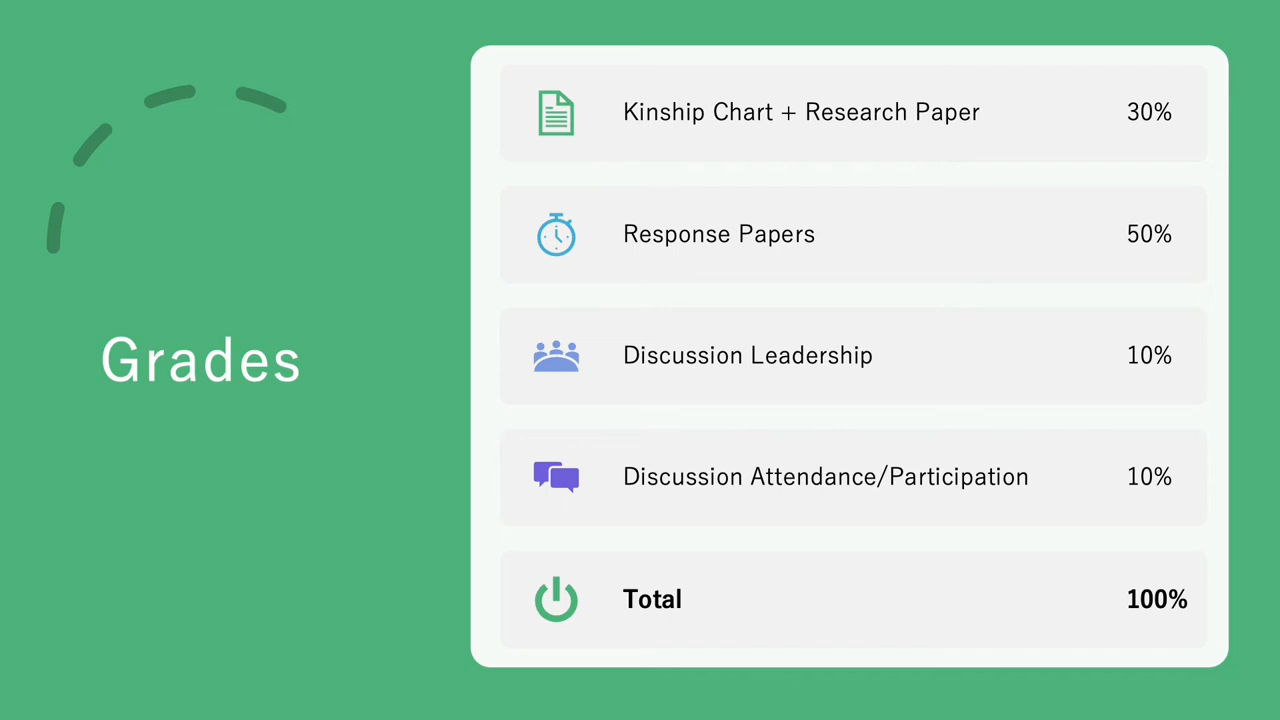 Grades
Kinship Chart + Research Paper 30%
Response Papers 50%
Discussion Leadership 10%
Discussion Attendance/Participation 10%
Total 100%